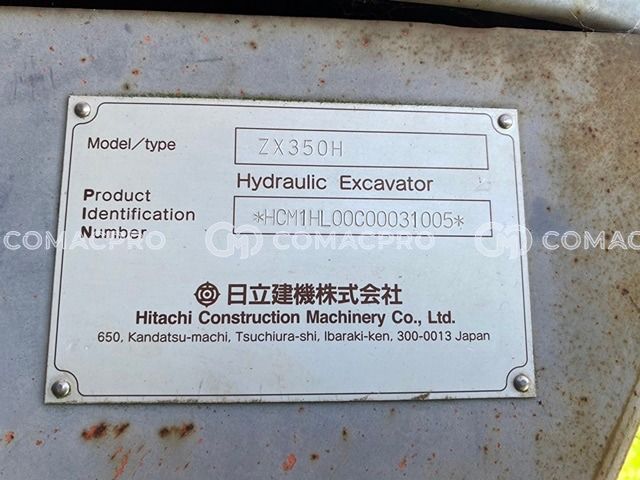 Model/type
ZX350H
Hydraulic Excavator
Product
Identification
Number
*HCM1HL00C00031005*
COMACPRO COMACPRO COMACPRO
日立建機株式会社
Hitachi Construction Machinery Co., Ltd.
650, Kandatsu-machi, Tsuchiura-shi, Ibaraki-ken, 300-0013 Japan